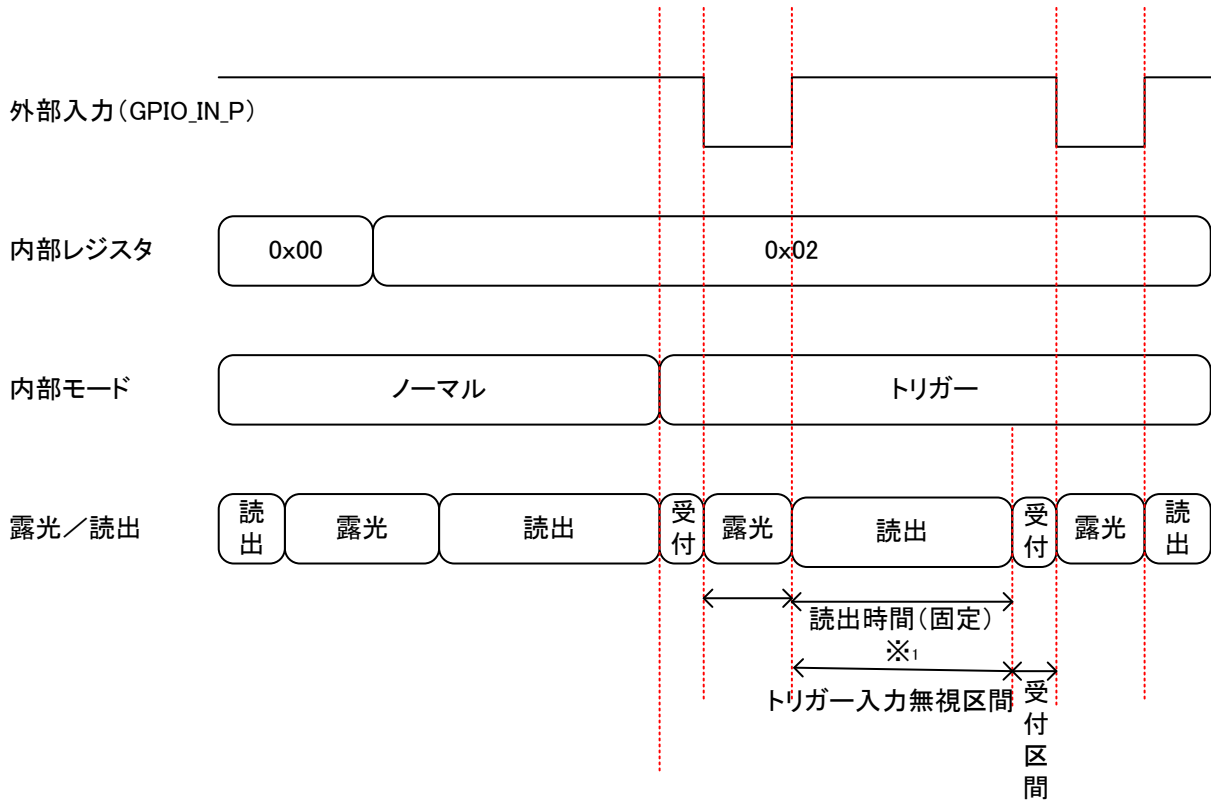 外部入力（GPIO_IN_P）
内部レジスタ
0x00
0x02
内部モード
ノーマル
トリガー
露光／読出
読出
露光
読出
受付
露光
読出
受付
露光
読出
読出時間（固定）
※1
トリガー入力無視区間
受付区間